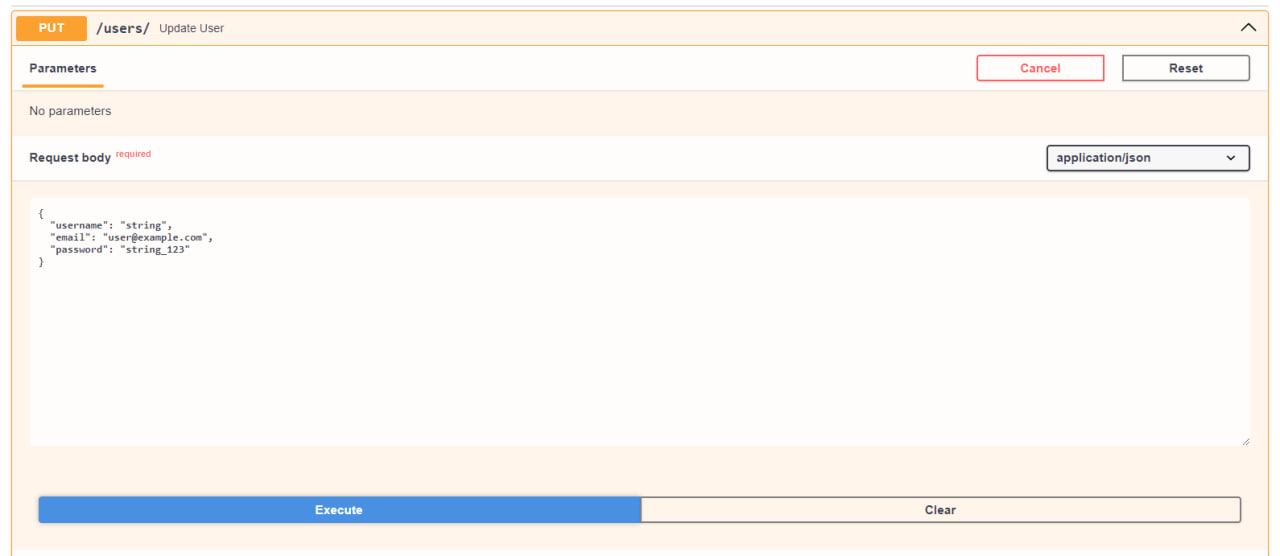 PUT /users/ Update User
Parameters Cancel Reset
No parameters
Request body required application/json
{
  "username": "string",
  "email": "user@example.com",
  "password": "string_123"
}
Execute Clear